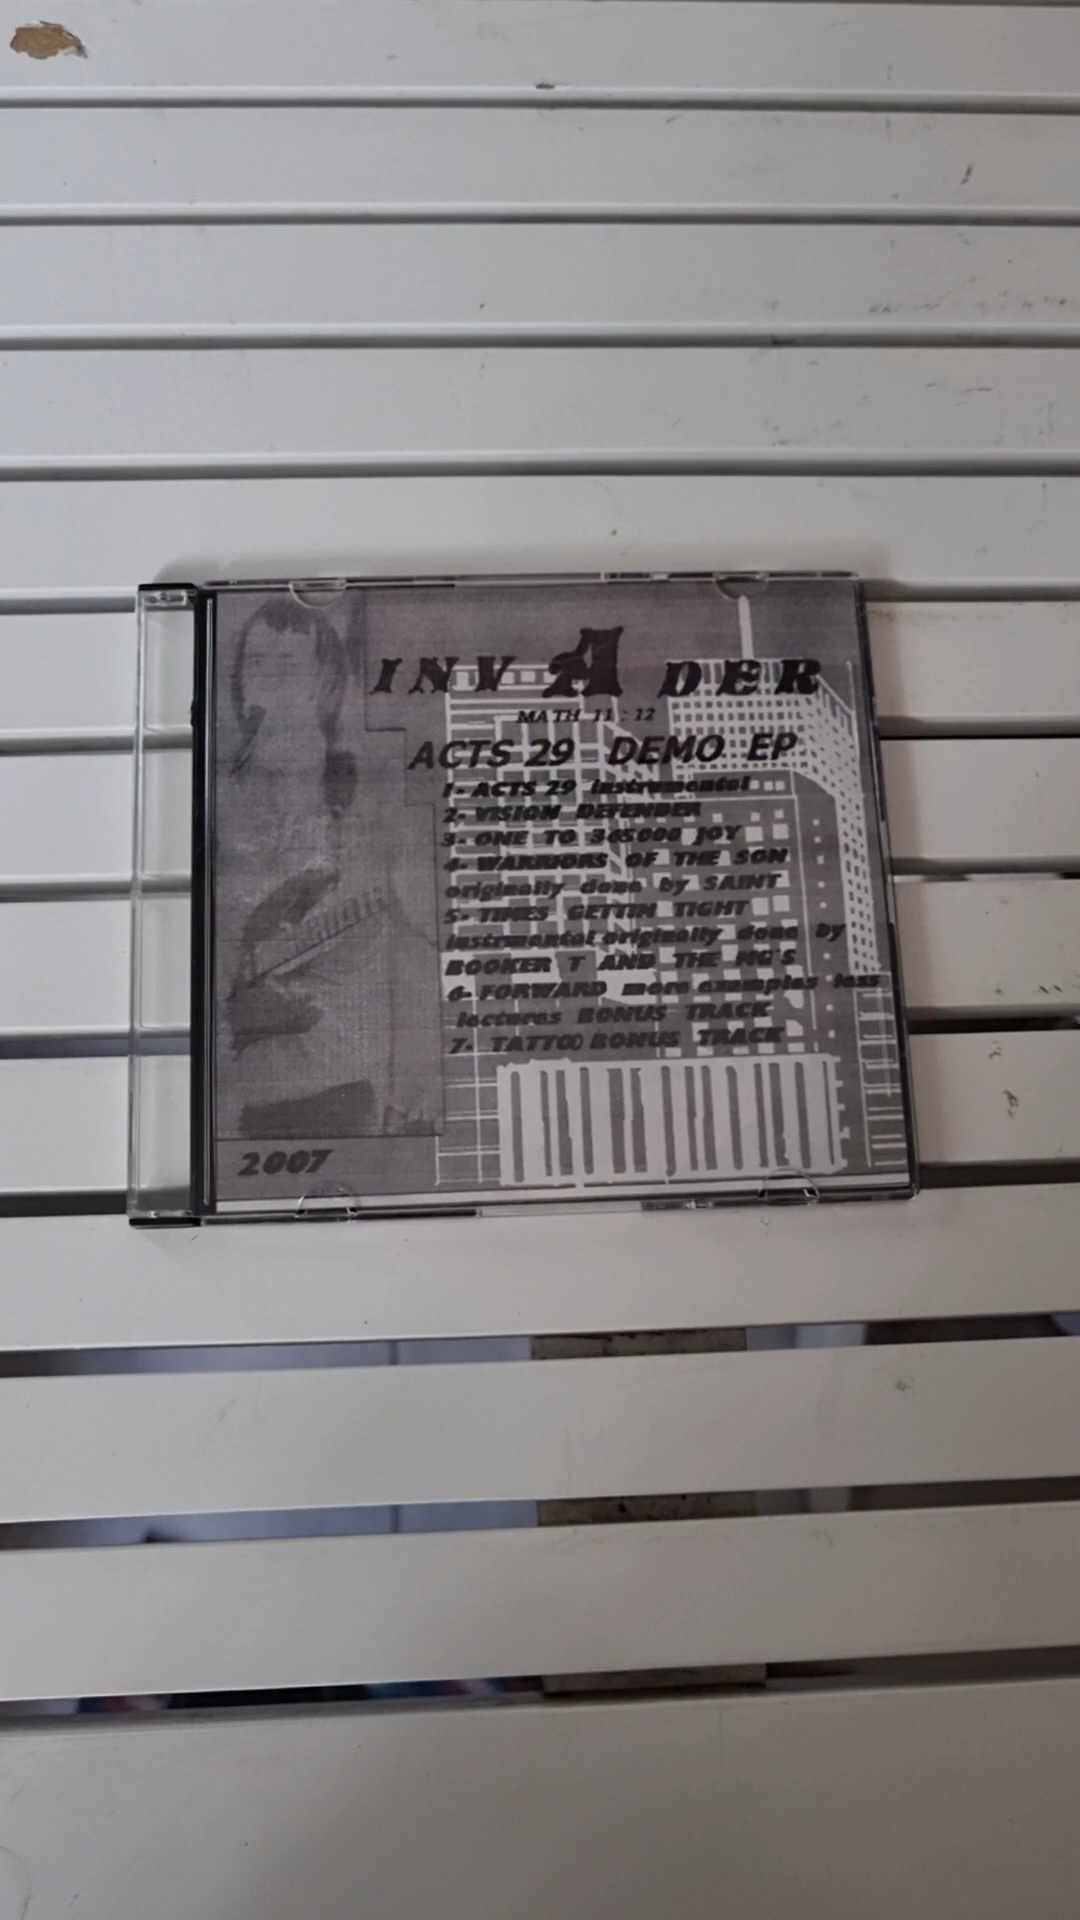 INVADER
MATH 11 : 12
ACTS 29 DEMO EP
1- ACTS 29 instrumental
2- VISION DEFENDER
3- ONE TO 365000 JOY
4- WARRIORS OF THE SON
originally done by SAINT
5- TIMES GETTIN TIGHT
instrmental originally done by
BOOKER T AND THE MG'S
6- FORWARD more examples less
lectures BONUS TRACK
7- TATTOO BONUS TRACK
2007